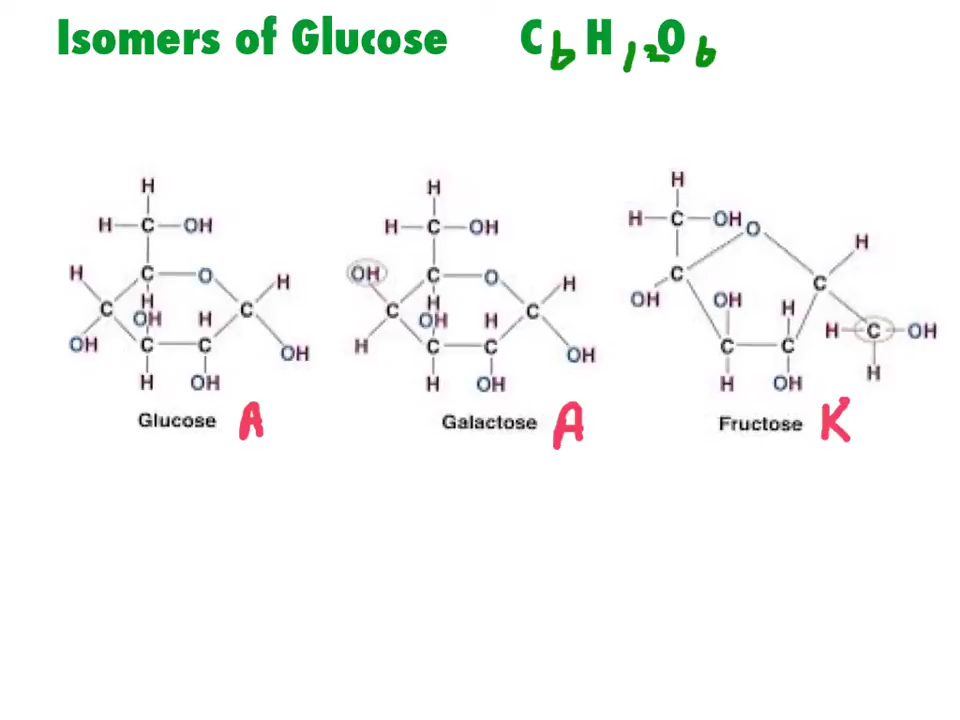 Isomers of Glucose C6H12O6
H H H
H C OH H C OH H C OH O H
H C O H OH C O H C C
C H C C H C OH OH H H C OH
OH OH H OH H OH H C C
C C C C H
H OH H OH H OH
Glucose A Galactose A Fructose K